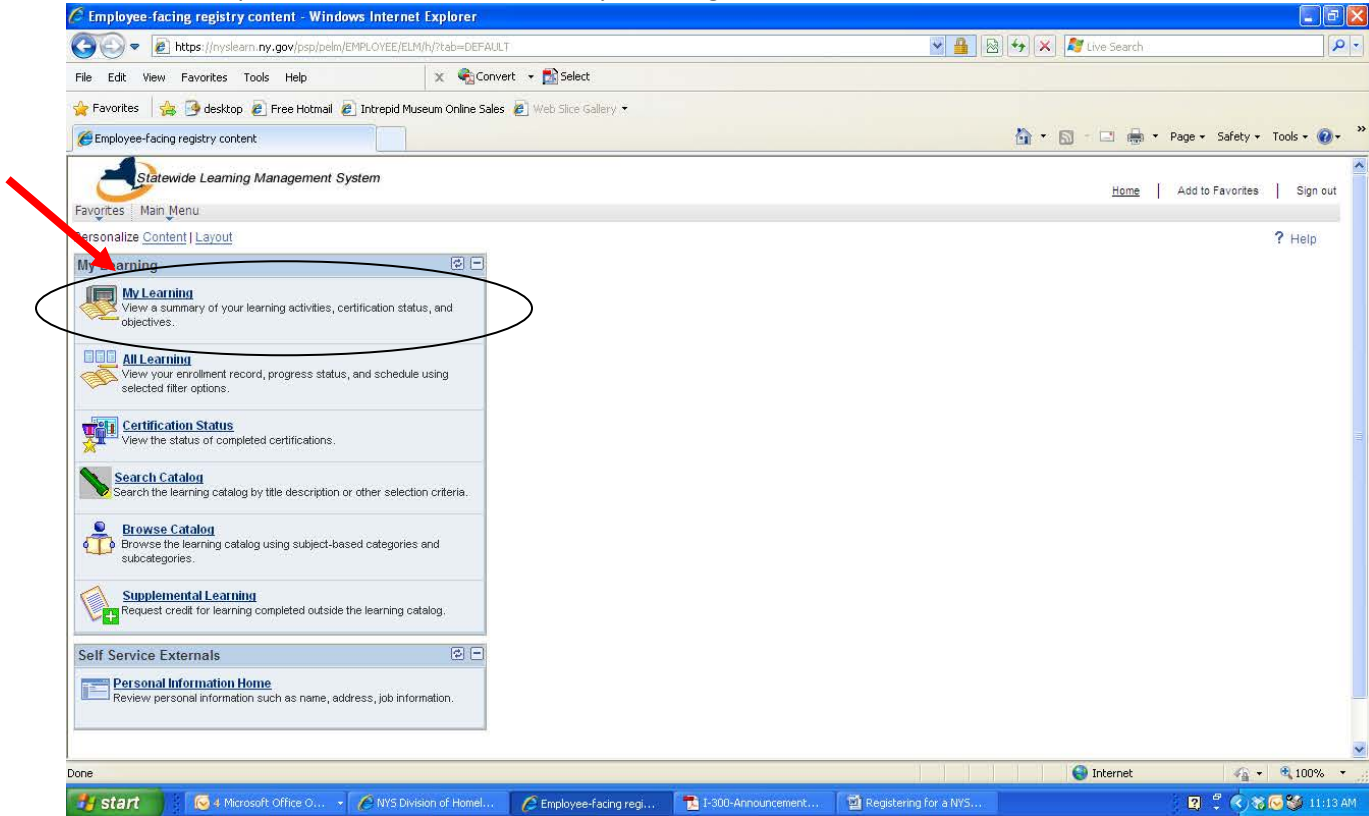 Employee-facing registry content - Windows Internet Explorer
https://nyslearn.ny.gov/psp/pelm/EMPLOYEE/ELM/h/?tab=DEFAULT
Live Search
File Edit View Favorites Tools Help
x Convert Select
Favorites desktop Free Hotmail Intrepid Museum Online Sales Web Slice Gallery
Employee-facing registry content
Page Safety Tools »
Statewide Learning Management System
Home | Add to Favorites | Sign out
Favorites Main Menu
Personalize Content | Layout
? Help
My Learning
My Learning
View a summary of your learning activities, certification status, and
objectives.
All Learning
View your enrollment record, progress status, and schedule using
selected filter options.
Certification Status
View the status of completed certifications.
Search Catalog
Search the learning catalog by title description or other selection criteria.
Browse Catalog
Browse the learning catalog using subject-based categories and
subcategories.
Supplemental Learning
Request credit for learning completed outside the learning catalog.
Self Service Externals
Personal Information Home
Review personal information such as name, address, job information.
Done
Internet
100%
start
4 Microsoft Office O...
NYS Division of Homel...
Employee-facing regi...
I-300-Announcement...
Registering for a NYS...
11:13 AM